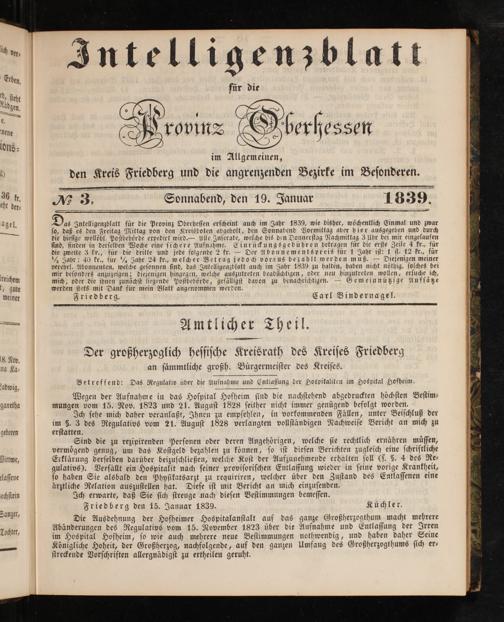 Intelligenzblatt
für die
Provinz Oberhessen
im Allgemeinen,
den Kreis Friedberg und die angrenzenden Bezirke im Besonderen.
№ 3. Sonnabend, den 19. Januar 1839.
Das Intelligenzblatt für die Provinz Oberhessen erscheint auch im Jahr 1839, wie bisher, wöchentlich Einmal und zwar
so, daß es den Freitag Mittag von den Kreisboten abgeholt, den Sonnabend Vormittag aber hier ausgegeben und durch
die hiesige wohllöbl. Postbehörde expedirt wird. — Alle Inserate, welche bis den Donnerstag Nachmittag 3 Uhr bei mir eingelaufen
sind, finden in derselben Woche eine sichere Aufnahme. Einrückungsgebühren betragen für die erste Zeile 4 kr., für
die zweite 3 kr., für die dritte und jede folgende 2 kr. — Der Abonnementspreis für 1 Jahr ist: 1 fl. 12 kr., für
½ Jahr: 40 kr., für ¼ Jahr 24 kr., welcher Betrag jedoch voraus bezahlt werden muß. — Diejenigen meiner
verehrl. Abonnenten, welche gesonnen sind, das Intelligenzblatt auch im Jahr 1839 zu halten, haben nicht nöthig, solches bei
mir besonders anzuzeigen; diejenigen hingegen, welche aufzutreten beabsichtigen, oder neu hinzutreten wollen, ersuche ich,
mich, oder die ihnen zunächst liegende Postbehörde, gefälligst davon zu benachrichtigen. — Gemeinnützige Aufsätze
werden stets mit Dank für mein Blatt angenommen werden.
Friedberg. Carl Bindernagel.
Amtlicher Theil.
Der großherzoglich hessische Kreisrath des Kreises Friedberg
an sämmtliche großh. Bürgermeister des Kreises.
Betreffend: Das Regulativ über die Aufnahme und Entlassung der Hospitaliten im Hospital Hofheim.
Wegen der Aufnahme in das Hospital Hofheim sind die nachstehend abgedruckten höchsten Bestim-
mungen vom 15. Nov. 1823 und 21. August 1828 seither nicht immer genügend befolgt worden.
Ich sehe mich daher veranlaßt, Ihnen zu empfehlen, in vorkommenden Fällen, unter Beischluß der
im §. 3 des Regulativs vom 21. August 1828 verlangten vollständigen Nachweise Bericht an mich zu
erstatten.
Sind die zu rezipirenden Personen oder deren Angehörigen, welche sie rechtlich ernähren müssen,
vermögend genug, um das Kostgeld bezahlen zu können, so ist diesen Berichten zugleich eine schriftliche
Erklärung derselben darüber beizuschließen, welche Kost der Aufzunehmende erhalten soll (§. 5. 4 des Re-
gulativs). Verfällt ein Hospitalit nach seiner provisorischen Entlassung wieder in seine vorige Krankheit,
so haben Sie alsbald den Physikatsarzt zu requiriren, welcher über den Zustand des Entlassenen eine
ärztliche Relation auszustellen hat. Diese ist mit Bericht an mich einzusenden.
Ich erwarte, daß Sie sich strenge nach diesen Bestimmungen bemessen.
Friedberg den 15. Januar 1839. Küchler.
Die Ausdehnung der Hofheimer Hospitalanstalt auf das ganze Großherzogthum macht mehrere
Abänderungen des Regulativs vom 15. November 1823 über die Aufnahme und Entlassung der Irren
im Hospital Hofheim, so wie auch mehrere neue Bestimmungen nothwendig, und haben daher Seine
Königliche Hoheit, der Großherzog, nachfolgende, auf den ganzen Umfang des Großherzogthums sich er-
streckende Vorschriften allergnädigst zu ertheilen geruht.